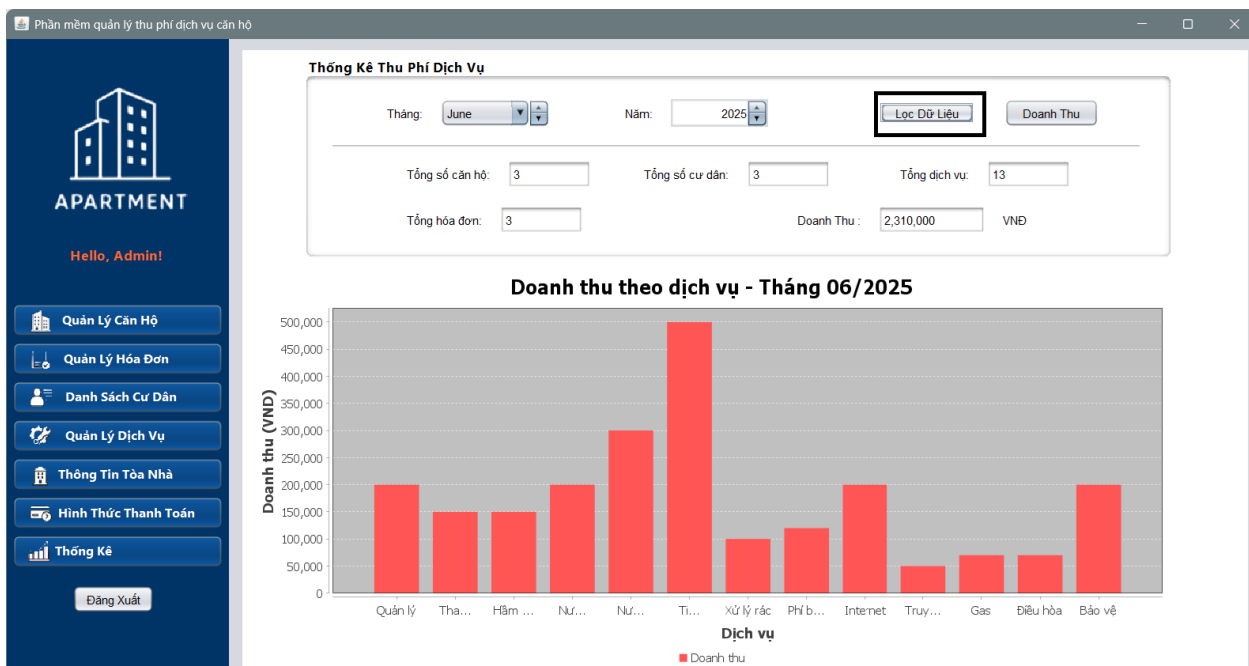 Phần mềm quản lý thu phí dịch vụ căn hộ
APARTMENT
Hello, Admin!
Quản Lý Căn Hộ
Quản Lý Hóa Đơn
Danh Sách Cư Dân
Quản Lý Dịch Vụ
Thông Tin Tòa Nhà
Hình Thức Thanh Toán
Thống Kê
Đăng Xuất
Thống Kê Thu Phí Dịch Vụ
Tháng: June Năm: 2025 Lọc Dữ Liệu Doanh Thu
Tổng số căn hộ: 3 Tổng số cư dân: 3 Tổng dịch vụ: 13
Tổng hóa đơn: 3 Doanh Thu : 2,310,000 VNĐ
Doanh thu theo dịch vụ - Tháng 06/2025
Doanh thu (VND)
500,000
450,000
400,000
350,000
300,000
250,000
200,000
150,000
100,000
50,000
0
Quản lý Tha... Hầm ... Nư... Nư... Ti... Xử lý rác Phí b... Internet Truy... Gas Điều hòa Bảo vệ
Dịch vụ
Doanh thu